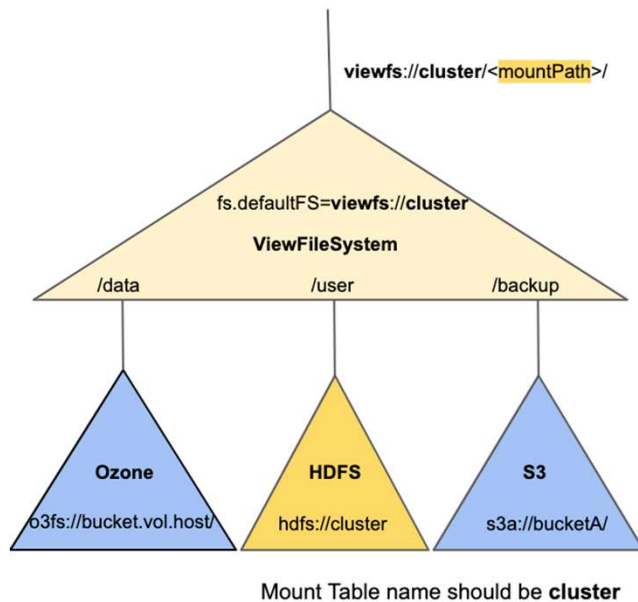 viewfs://cluster/<mountPath>/
fs.defaultFS=viewfs://cluster
ViewFileSystem
/data /user /backup
Ozone HDFS S3
o3fs://bucket.vol.host/ hdfs://cluster s3a://bucketA/
Mount Table name should be cluster